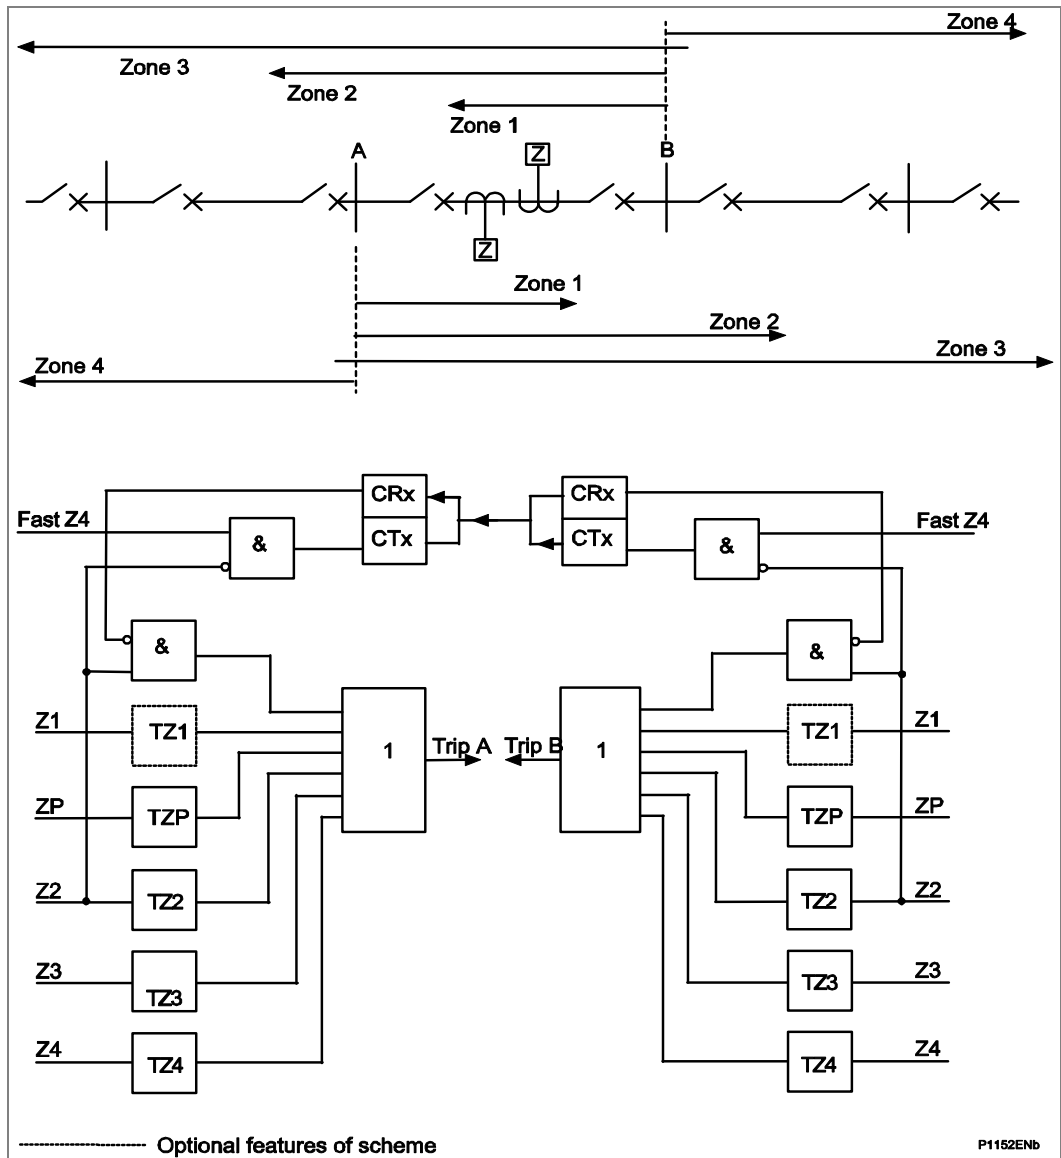 Zone 4
Zone 3
Zone 2
Zone 1
A
B
Z
Z
Zone 1
Zone 2
Zone 3
Zone 4
CRx
CRx
Fast Z4
&
CTx
CTx
&
Fast Z4
&
&
Z1
TZ1
TZ1
Z1
1
Trip A
Trip B
1
ZP
TZP
TZP
ZP
Z2
TZ2
TZ2
Z2
Z3
TZ3
TZ3
Z3
Z4
TZ4
TZ4
Z4
Optional features of scheme
P1152ENb